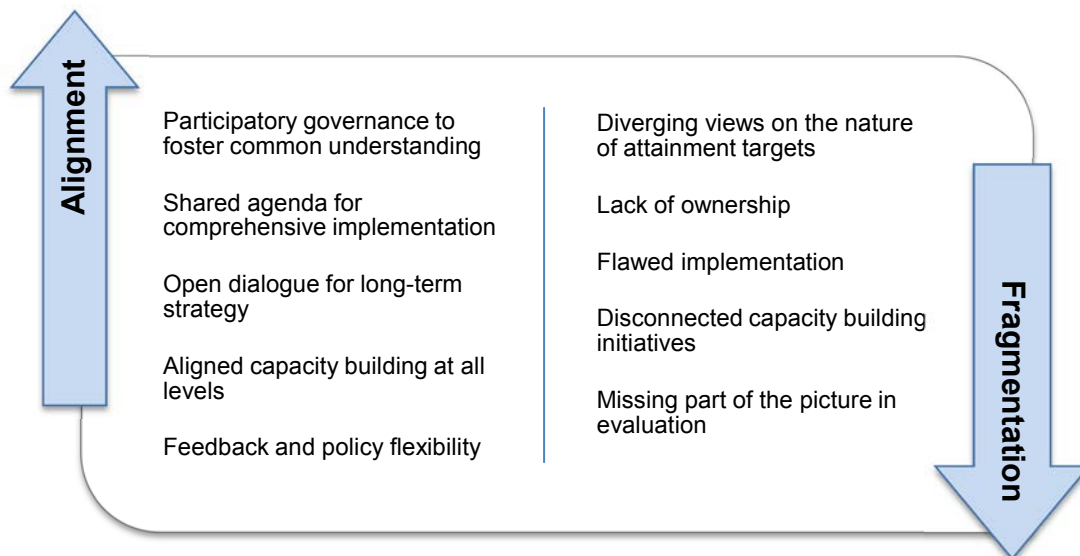 Alignment
Participatory governance to
foster common understanding
Shared agenda for
comprehensive implementation
Open dialogue for long-term
strategy
Aligned capacity building at all
levels
Feedback and policy flexibility
Diverging views on the nature
of attainment targets
Lack of ownership
Flawed implementation
Disconnected capacity building
initiatives
Missing part of the picture in
evaluation
Fragmentation